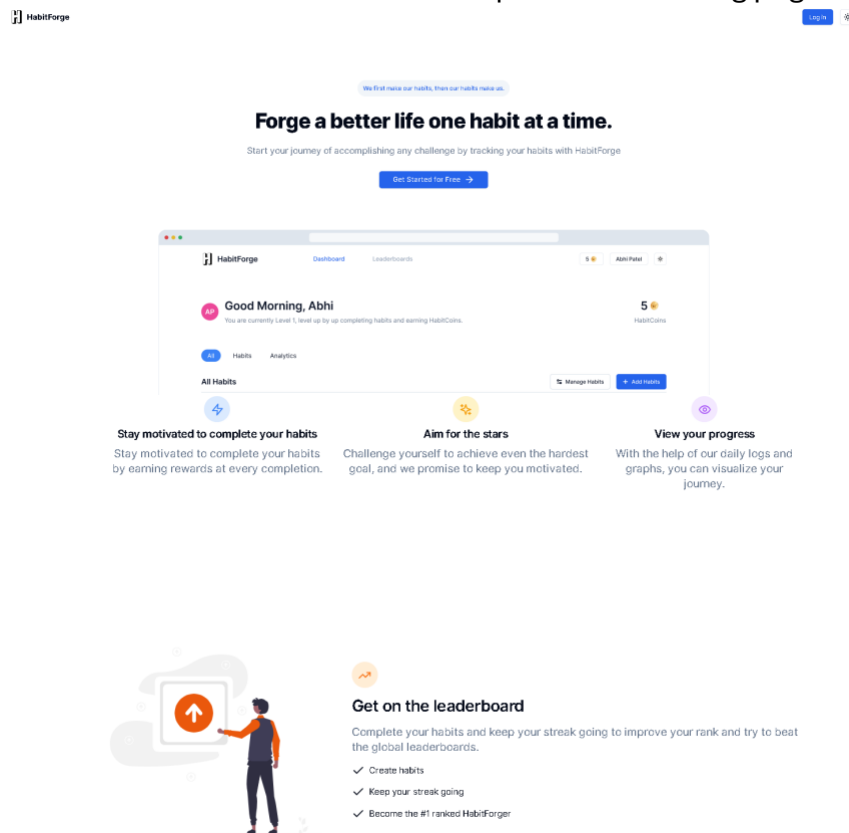 HabitForge
Log In
We first make our habits, then our habits make us.
Forge a better life one habit at a time.
Start your journey of accomplishing any challenge by tracking your habits with HabitForge
Get Started for Free
HabitForge Dashboard Leaderboards 5 Abhi Patel
AP
Good Morning, Abhi
You are currently Level 1, level up by up completing habits and earning HabitCoins.
5
HabitCoins
All Habits Analytics
All Habits
Manage Habits
+ Add Habits
Stay motivated to complete your habits
Stay motivated to complete your habits
by earning rewards at every completion.
Aim for the stars
Challenge yourself to achieve even the hardest
goal, and we promise to keep you motivated.
View your progress
With the help of our daily logs and
graphs, you can visualize your
journey.
Get on the leaderboard
Complete your habits and keep your streak going to improve your rank and try to beat
the global leaderboards.
Create habits
Keep your streak going
Become the #1 ranked HabitForger